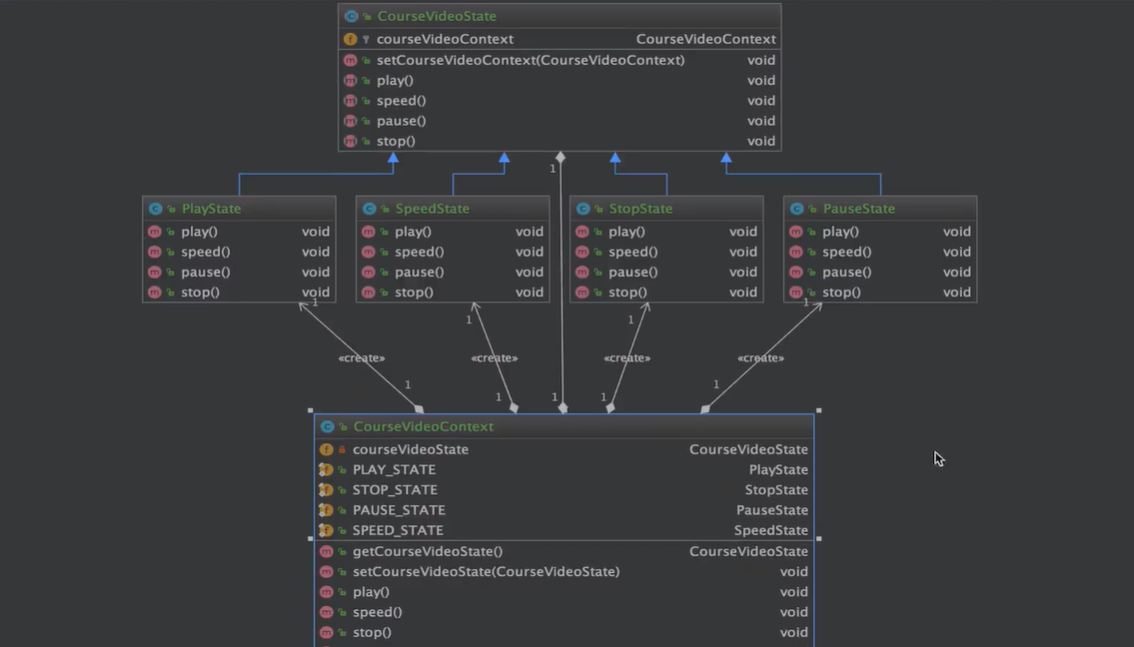 CourseVideoState
courseVideoContext CourseVideoContext
setCourseVideoContext(CourseVideoContext) void
play()
speed() void
pause() void
stop() void
1
PlayState
play() void
speed() void
pause() void
stop() void
SpeedState
play() void
speed() void
pause() void
stop() void
StopState
play() void
speed() void
pause() void
stop() void
PauseState
play() void
speed() void
pause() void
stop() void
1 1 1 1
«create» «create» «create» «create»
1 1 1 1 1
CourseVideoContext
courseVideoState CourseVideoState
PLAY_STATE PlayState
STOP_STATE StopState
PAUSE_STATE PauseState
SPEED_STATE SpeedState
getCourseVideoState() CourseVideoState
setCourseVideoState(CourseVideoState) void
play() void
speed() void
stop() void